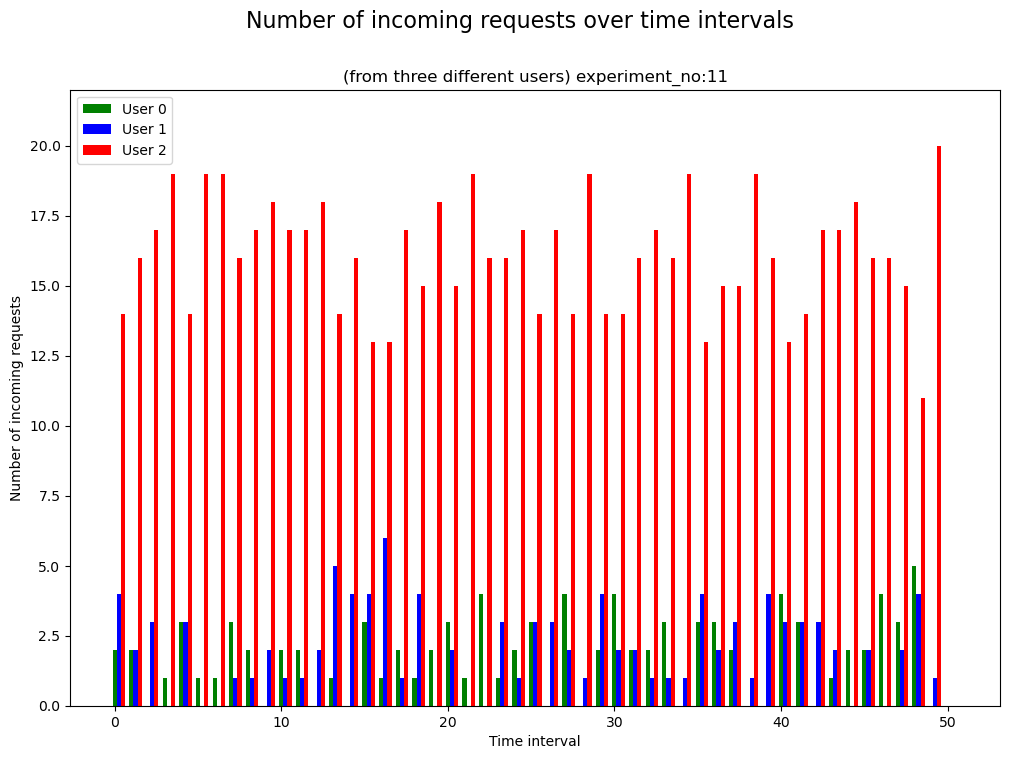 Number of incoming requests over time intervals
(from three different users) experiment_no:11
User 0
User 1
User 2
20.0
17.5
15.0
12.5
10.0
7.5
5.0
2.5
0.0
Number of incoming requests
0 10 20 30 40 50
Time interval